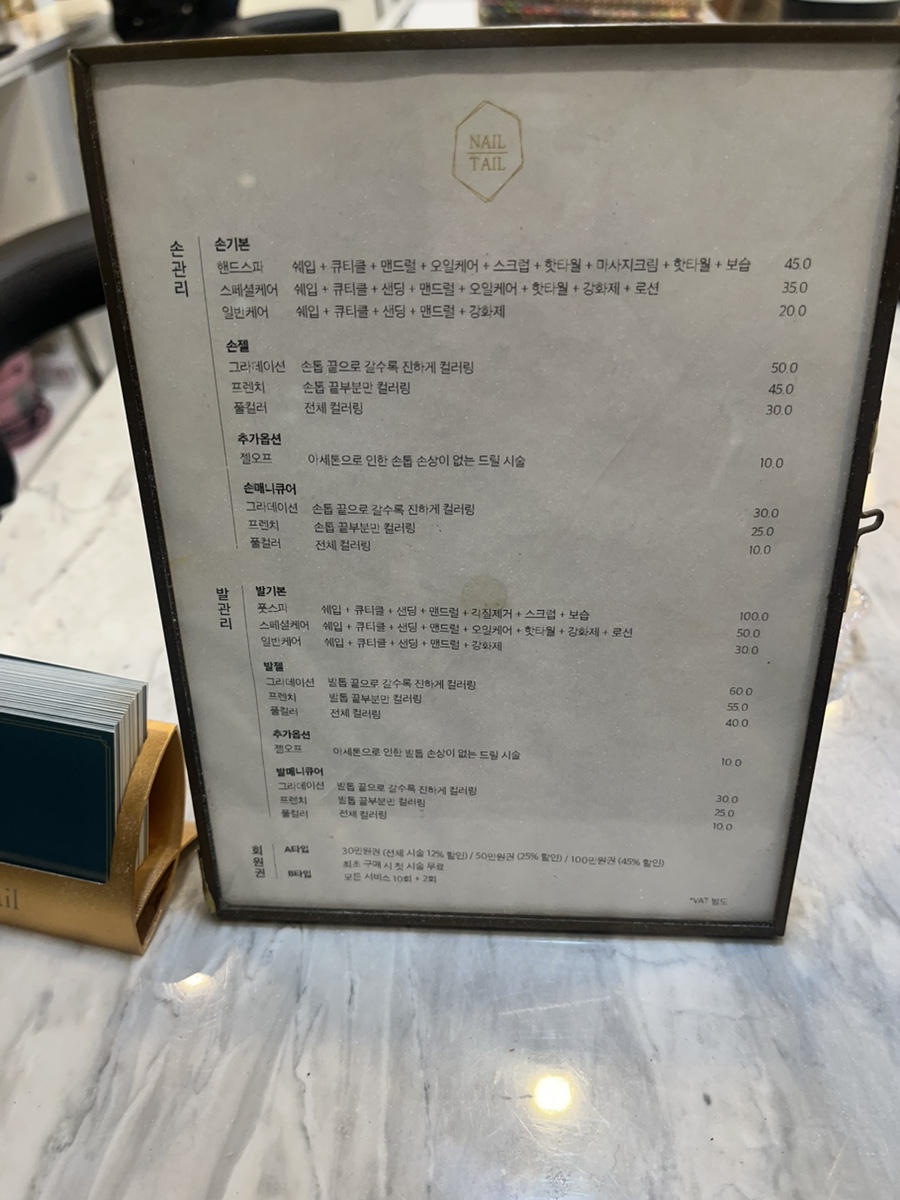 NAIL
TAIL
손관리
손기본
핸드스파 쉐입 + 큐티클 + 맨드럴 + 오일케어 + 스크럽 + 핫타월 + 마사지크림 + 핫타월 + 보습 45.0
스페셜케어 쉐입 + 큐티클 + 샌딩 + 맨드럴 + 오일케어 + 핫타월 + 강화제 + 로션 35.0
일반케어 쉐입 + 큐티클 + 샌딩 + 맨드럴 + 강화제 20.0
손젤
그라데이션 손톱 끝으로 갈수록 진하게 컬러링 50.0
프렌치 손톱 끝부분만 컬러링 45.0
풀컬러 전체 컬러링 30.0
추가옵션
젤오프 아세톤으로 인한 손톱 손상이 없는 드릴 시술 10.0
손매니큐어
그라데이션 손톱 끝으로 갈수록 진하게 컬러링 30.0
프렌치 손톱 끝부분만 컬러링 25.0
풀컬러 전체 컬러링 10.0
발관리
발기본
풋스파 쉐입 + 큐티클 + 샌딩 + 맨드럴 + 각질제거 + 스크럽 + 보습 100.0
스페셜케어 쉐입 + 큐티클 + 샌딩 + 맨드럴 + 오일케어 + 핫타월 + 강화제 + 로션 50.0
일반케어 쉐입 + 큐티클 + 샌딩 + 맨드럴 + 강화제 30.0
발젤
그라데이션 발톱 끝으로 갈수록 진하게 컬러링 60.0
프렌치 발톱 끝부분만 컬러링 55.0
풀컬러 전체 컬러링 40.0
추가옵션
젤오프 아세톤으로 인한 발톱 손상이 없는 드릴 시술 10.0
발매니큐어
그라데이션 발톱 끝으로 갈수록 진하게 컬러링 30.0
프렌치 발톱 끝부분만 컬러링 25.0
풀컬러 전체 컬러링 10.0
회원권
A타입 30만원권 (전체 시술 12% 할인) / 50만원권 (25% 할인) / 100만원권 (45% 할인)
최초 구매 시 첫 시술 무료
B타입 모든 서비스 10회 + 2회
*VAT 별도